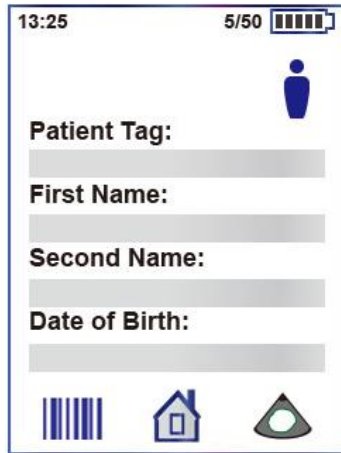 13:25 5/50
Patient Tag:
First Name:
Second Name:
Date of Birth: